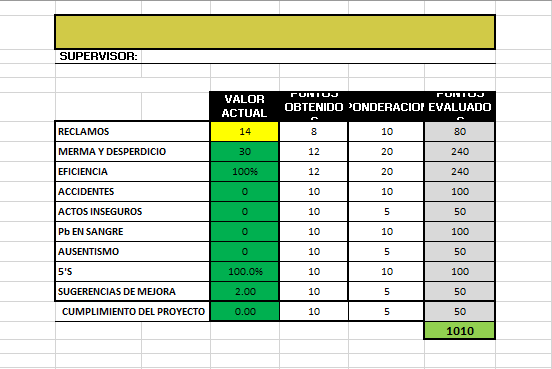 SUPERVISOR:
VALOR ACTUAL PUNTOS OBTENIDOS PONDERACION PUNTOS EVALUADOS
RECLAMOS 14 8 10 80
MERMA Y DESPERDICIO 30 12 20 240
EFICIENCIA 100% 12 20 240
ACCIDENTES 0 10 10 100
ACTOS INSEGUROS 0 10 5 50
Pb EN SANGRE 0 10 10 100
AUSENTISMO 0 10 5 50
5'S 100.0% 10 10 100
SUGERENCIAS DE MEJORA 2.00 10 5 50
CUMPLIMIENTO DEL PROYECTO 0.00 10 5 50
1010